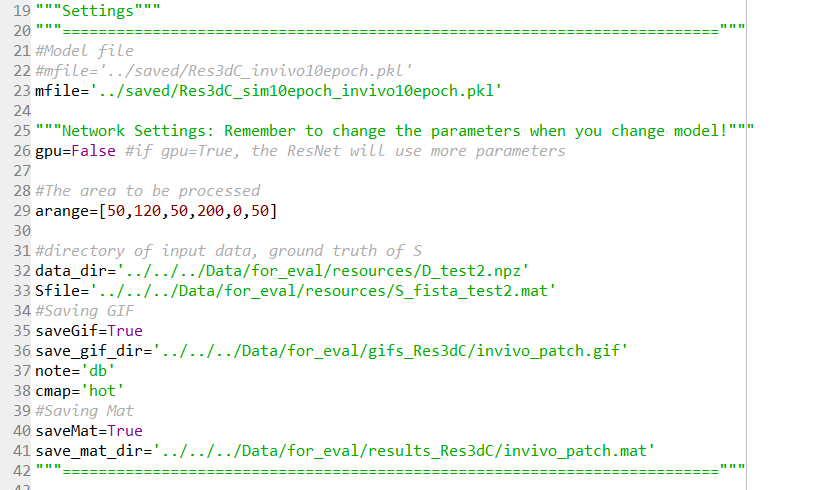 19 """Settings"""
20 """=========================================================================="""
21 #Model file
22 #mfile='../saved/Res3dC_invivo10epoch.pkl'
23 mfile='../saved/Res3dC_sim10epoch_invivo10epoch.pkl'
24
25 """Network Settings: Remember to change the parameters when you change model!"""
26 gpu=False #if gpu=True, the ResNet will use more parameters
27
28 #The area to be processed
29 arange=[50,120,50,200,0,50]
30
31 #directory of input data, ground truth of S
32 data_dir='../../../Data/for_eval/resources/D_test2.npz'
33 Sfile='../../../Data/for_eval/resources/S_fista_test2.mat'
34 #Saving GIF
35 saveGif=True
36 save_gif_dir='../../../Data/for_eval/gifs_Res3dC/invivo_patch.gif'
37 note='db'
38 cmap='hot'
39 #Saving Mat
40 saveMat=True
41 save_mat_dir='../../../Data/for_eval/results_Res3dC/invivo_patch.mat'
42 """=========================================================================="""